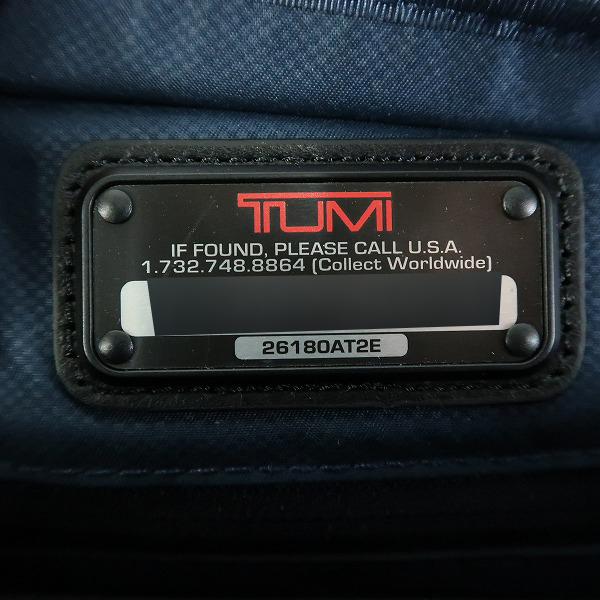 TUMI
IF FOUND, PLEASE CALL U.S.A.
1.732.748.8864 (Collect Worldwide)
26180AT2E